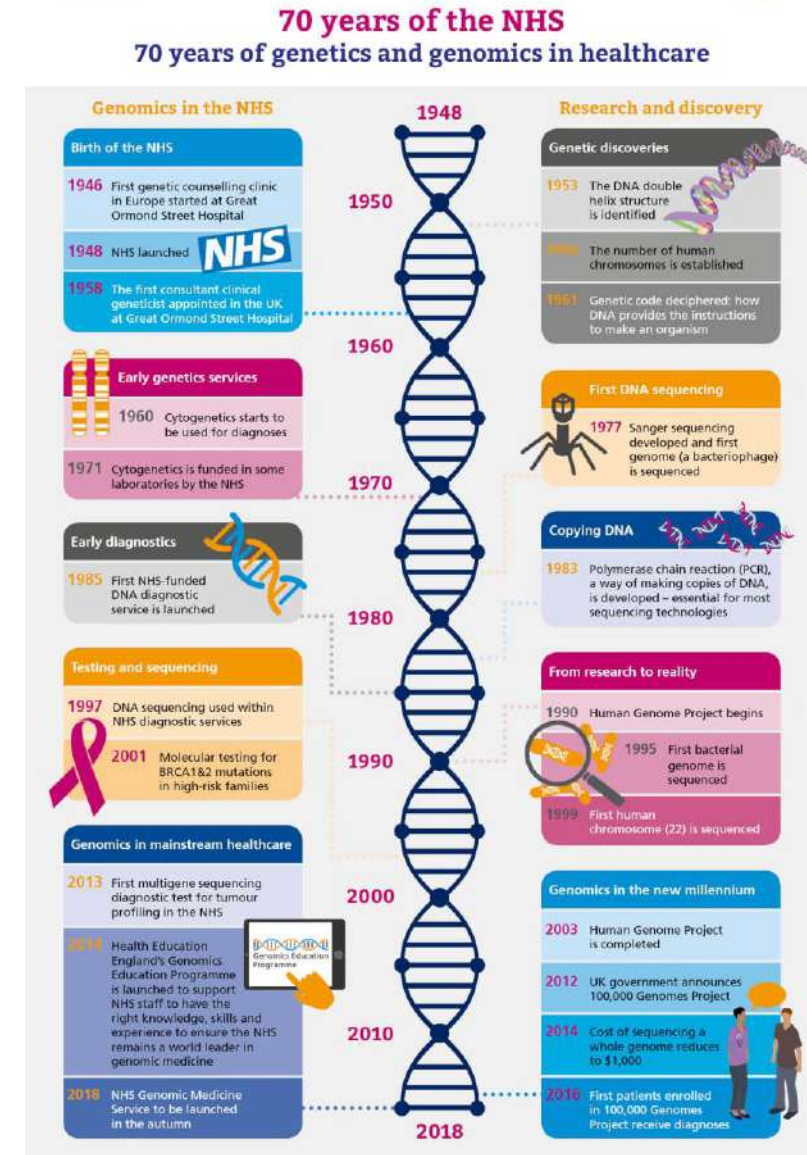 70 years of the NHS
70 years of genetics and genomics in healthcare
Genomics in the NHS
Birth of the NHS
1946 First genetic counselling clinic
in Europe started at Great
Ormond Street Hospital
1948 NHS launched
NHS
1958 The first consultant clinical
geneticist appointed in the UK
at Great Ormond Street Hospital
Early genetics services
1960 Cytogenetics starts to
be used for diagnoses
1971 Cytogenetics is funded in some
laboratories by the NHS
Early diagnostics
1985 First NHS-funded
DNA diagnostic
service is launched
Testing and sequencing
1997 DNA sequencing used within
NHS diagnostic services
2001 Molecular testing for
BRCA1&2 mutations
in high-risk families
Genomics in mainstream healthcare
2013 First multigene sequencing
diagnostic test for tumour
profiling in the NHS
2014 Health Education
England's Genomics
Education Programme
is launched to support
NHS staff to have the
right knowledge, skills and
experience to ensure the NHS
remains a world leader in
genomic medicine
Genomics Education
Programme
2018 NHS Genomic Medicine
Service to be launched
in the autumn
1948
1950
1960
1970
1980
1990
2000
2010
2018
Research and discovery
Genetic discoveries
1953 The DNA double
helix structure
is identified
The number of human
chromosomes is established
1961 Genetic code deciphered: how
DNA provides the instructions
to make an organism
First DNA sequencing
1977 Sanger sequencing
developed and first
genome (a bacteriophage)
is sequenced
Copying DNA
1983 Polymerase chain reaction (PCR),
a way of making copies of DNA,
is developed – essential for most
sequencing technologies
From research to reality
1990 Human Genome Project begins
1995 First bacterial
genome is
sequenced
1999 First human
chromosome (22) is sequenced
Genomics in the new millennium
2003 Human Genome Project
is completed
2012 UK government announces
100,000 Genomes Project
2014 Cost of sequencing a
whole genome reduces
to $1,000
2016 First patients enrolled
in 100,000 Genomes
Project receive diagnoses